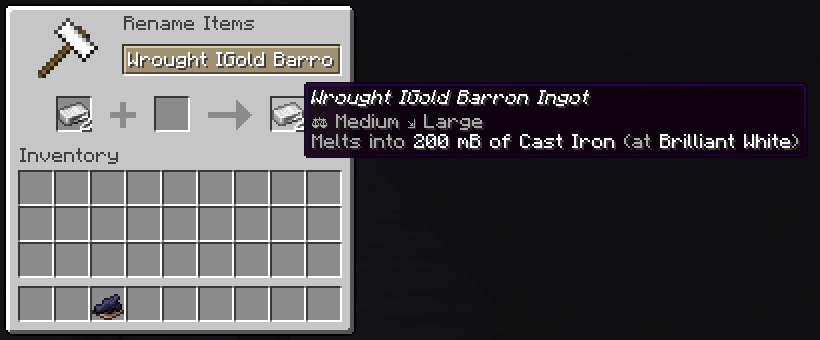 Rename Items
Wrought IGold Barro
Wrought IGold Barron Ingot
⚖ Medium ⇲ Large
Melts into 200 mB of Cast Iron (at Brilliant White)
2
2
Inventory